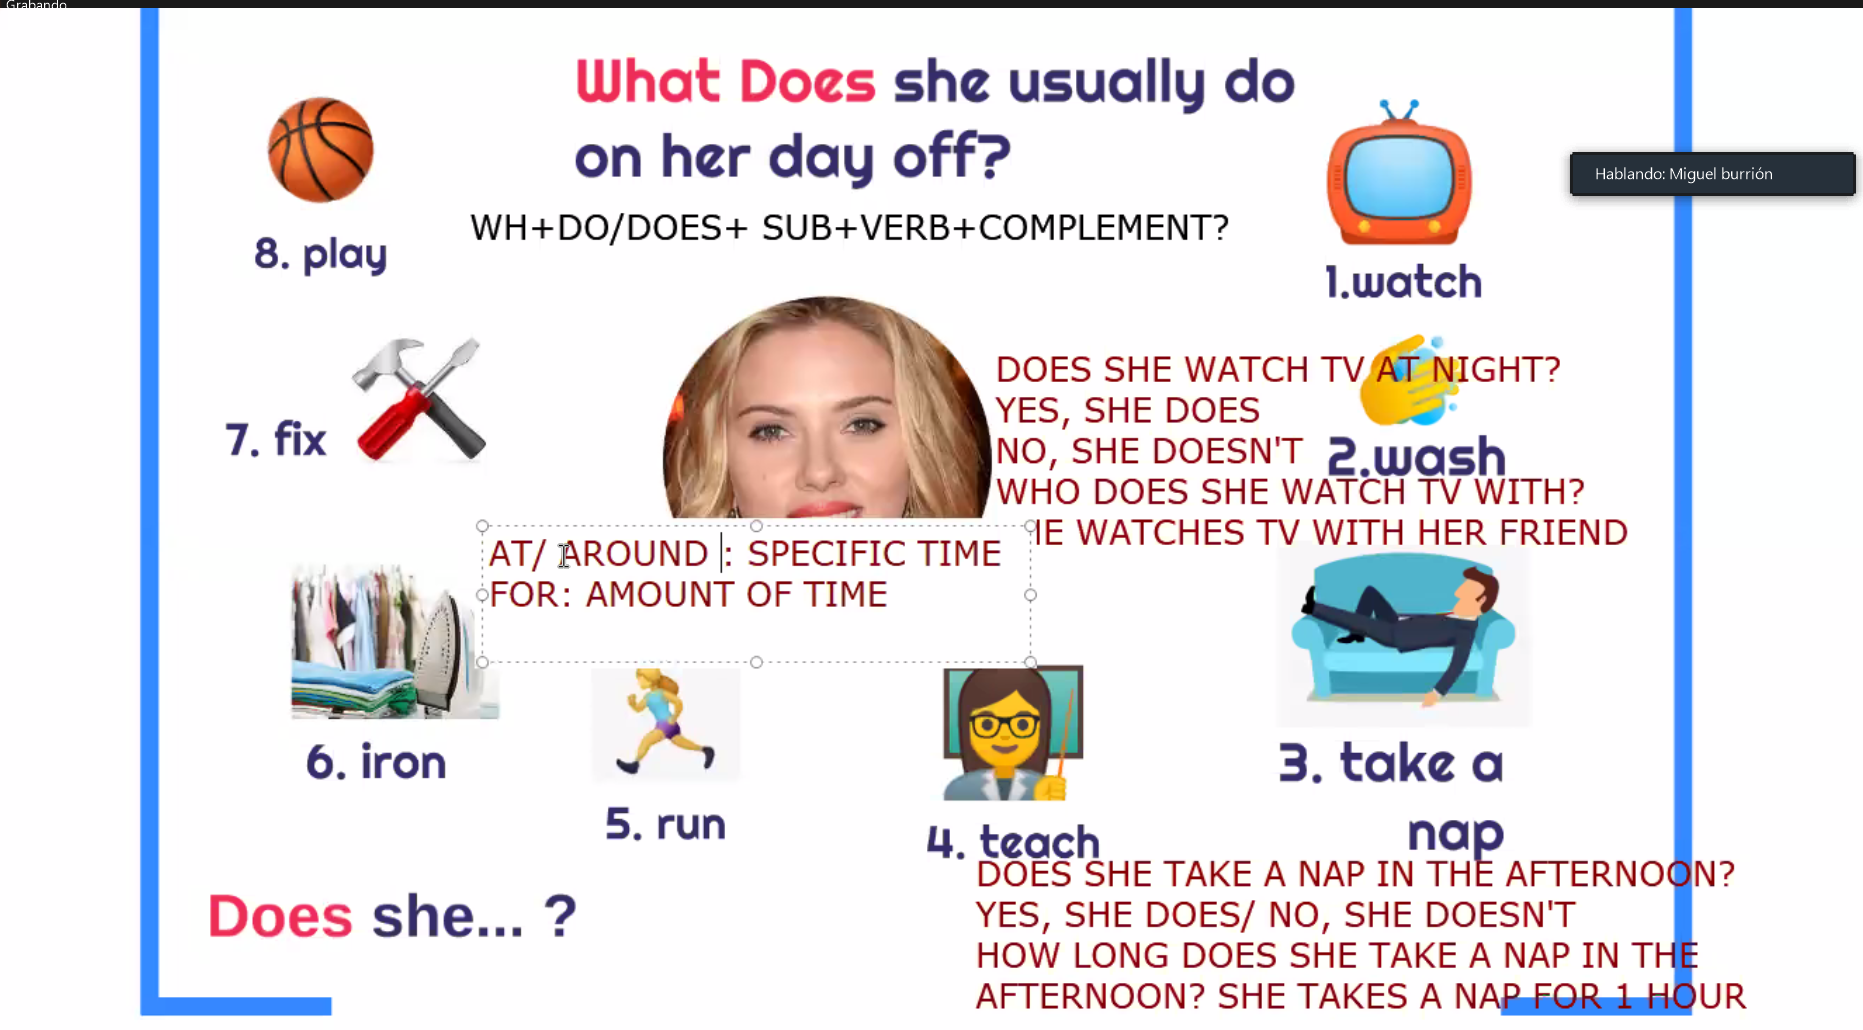 Grabando
What Does she usually do
on her day off?
WH+DO/DOES+ SUB+VERB+COMPLEMENT?
Hablando: Miguel burrión
8. play
1.watch
7. fix
DOES SHE WATCH TV AT NIGHT?
YES, SHE DOES
NO, SHE DOESN'T
2.wash
WHO DOES SHE WATCH TV WITH?
HE WATCHES TV WITH HER FRIEND
AT/ AROUND : SPECIFIC TIME
FOR: AMOUNT OF TIME
6. iron
5. run
4. teach
3. take a
nap
DOES SHE TAKE A NAP IN THE AFTERNOON?
YES, SHE DOES/ NO, SHE DOESN'T
HOW LONG DOES SHE TAKE A NAP IN THE
AFTERNOON? SHE TAKES A NAP FOR 1 HOUR
Does she... ?